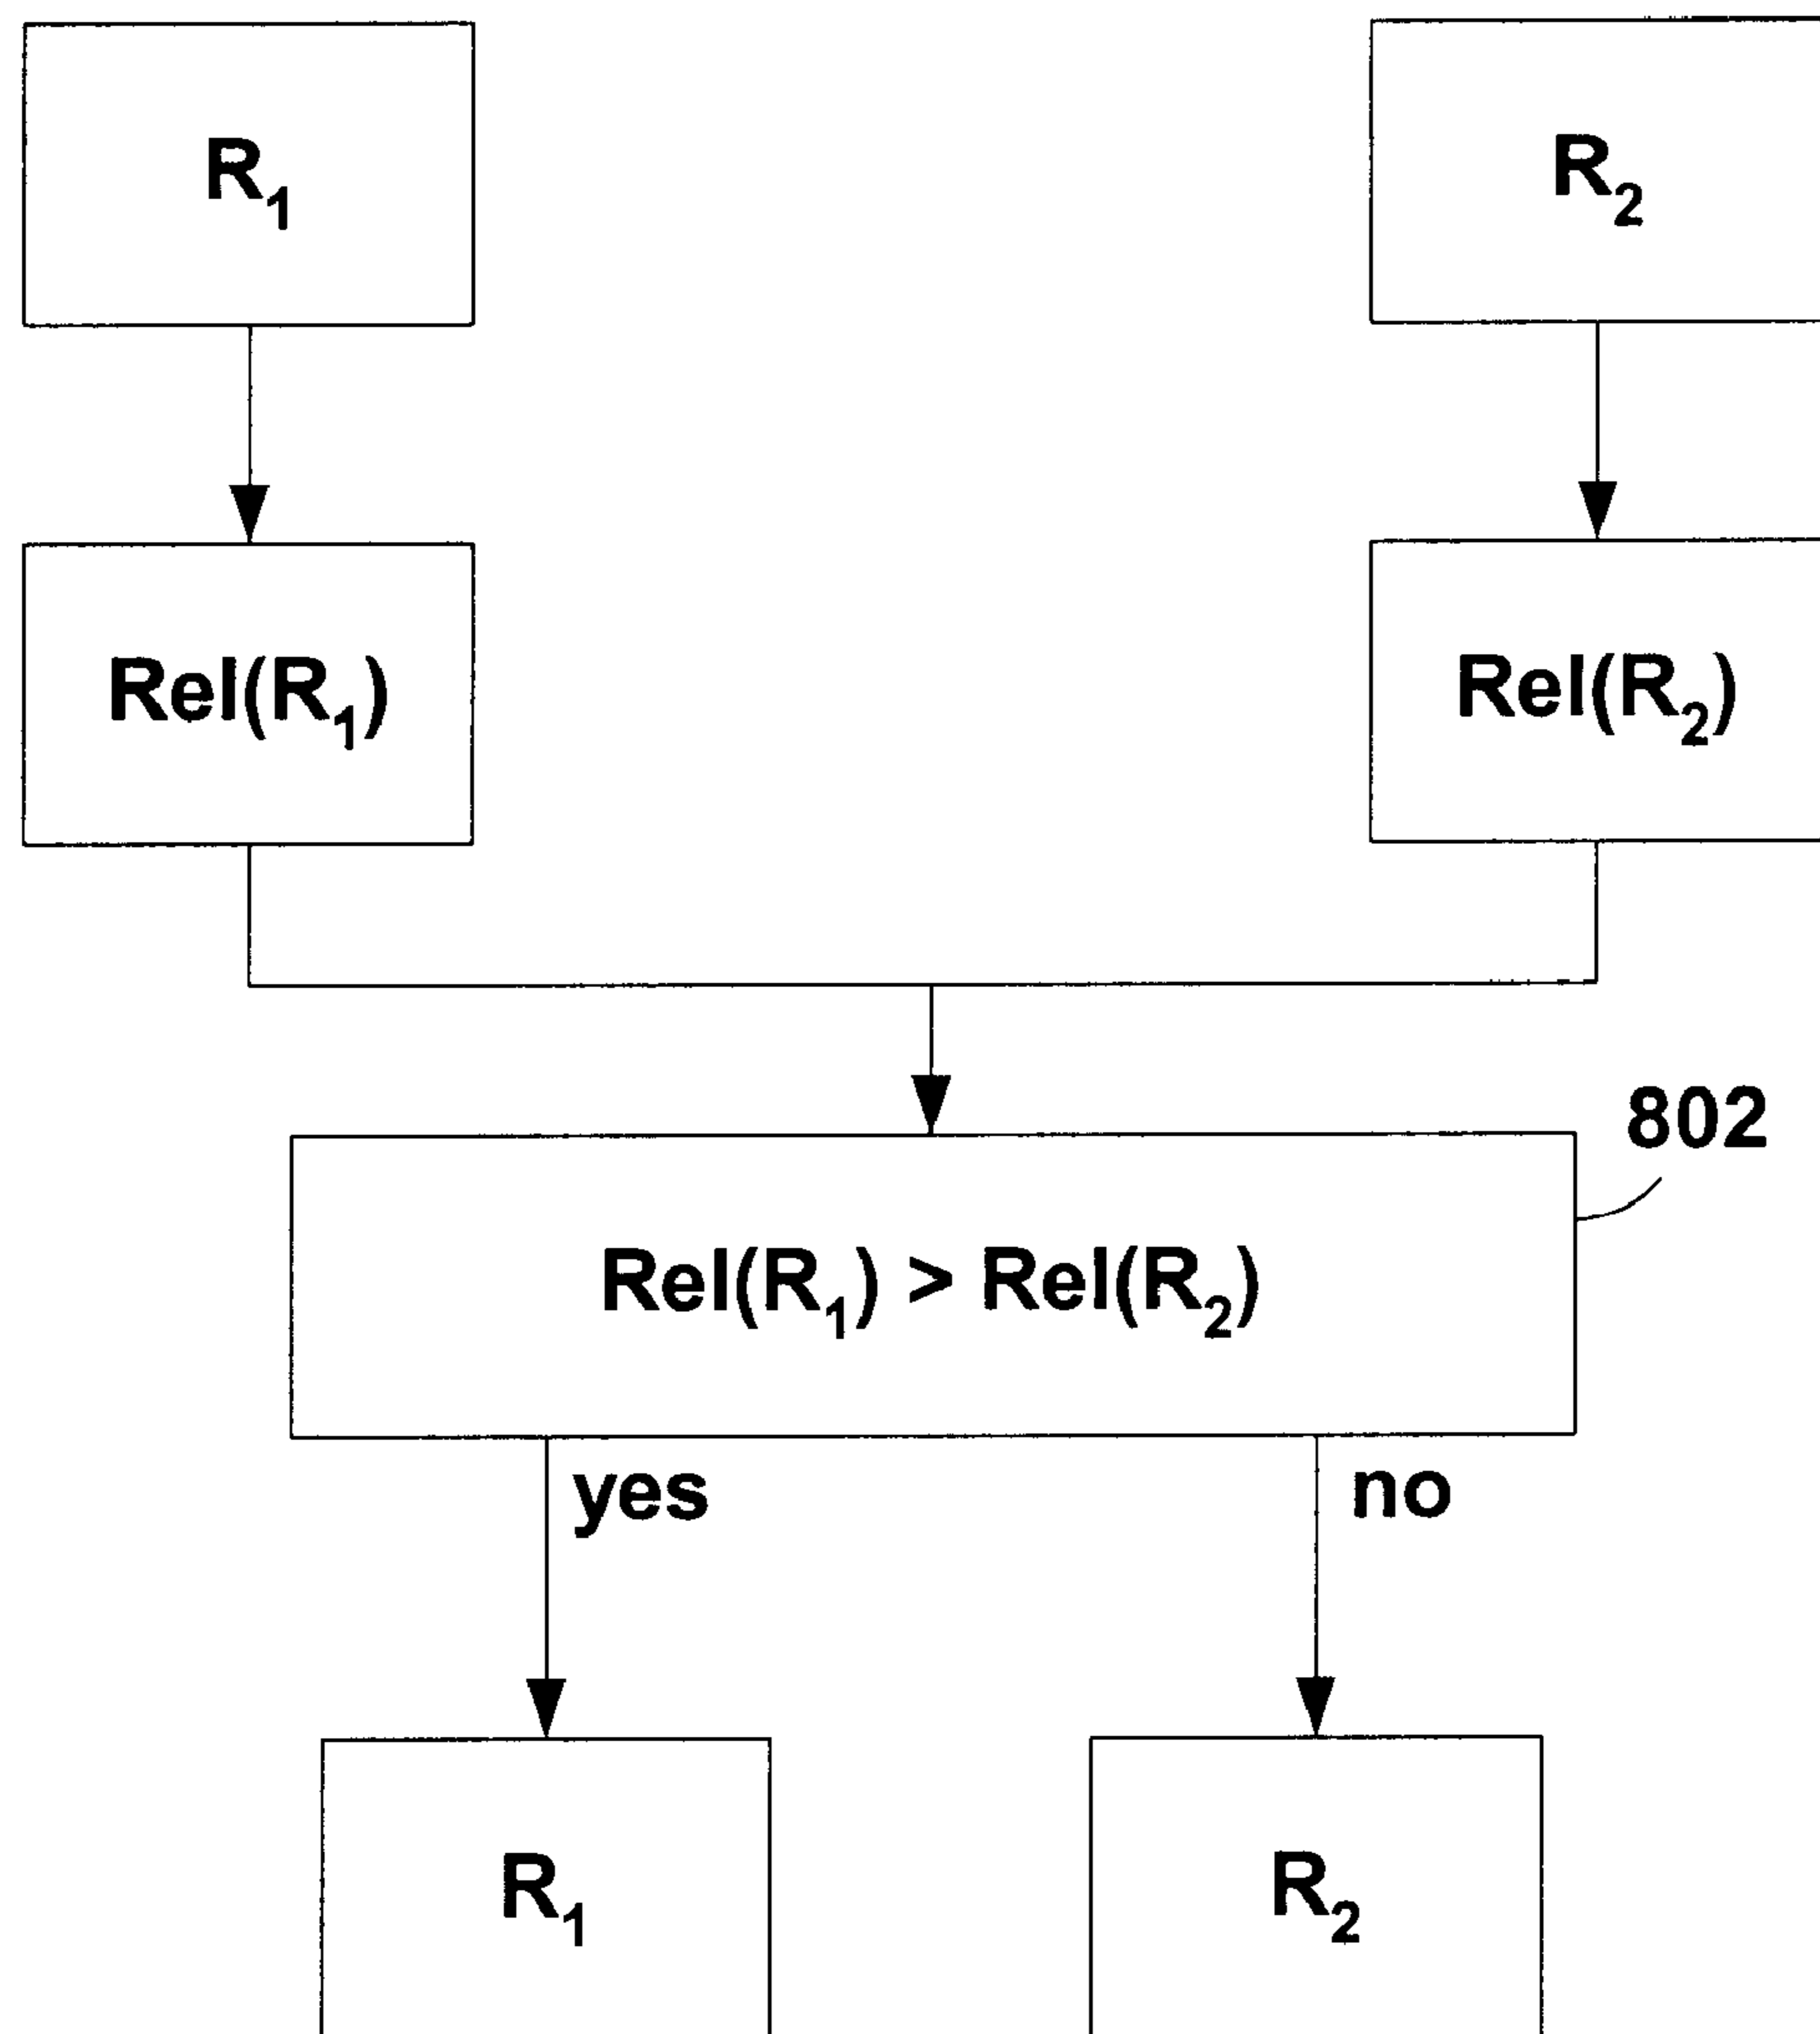 R₁
R₂
Rel(R₁)
Rel(R₂)
802
Rel(R₁) > Rel(R₂)
yes
no
R₁
R₂